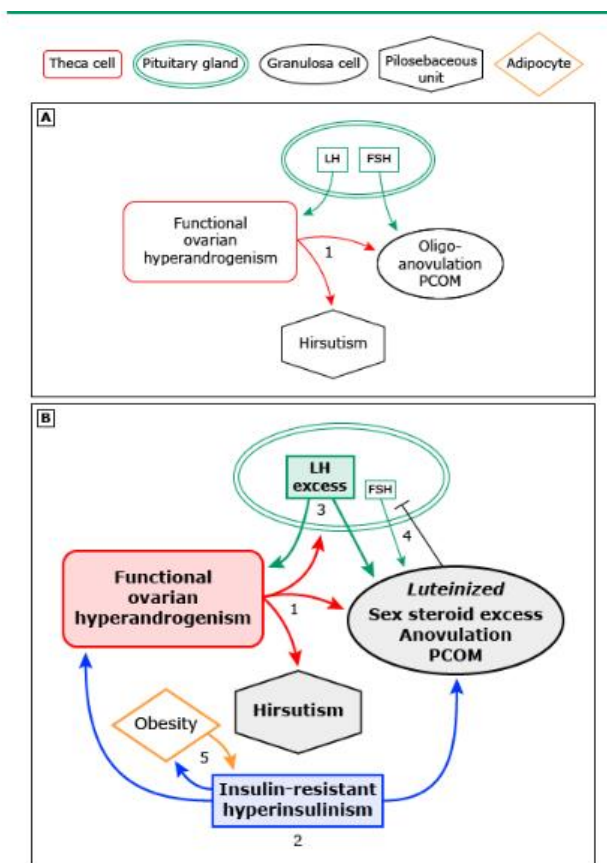 Theca cell
Pituitary gland
Granulosa cell
Pilosebaceous
unit
Adipocyte
A
LH
FSH
Functional
ovarian
hyperandrogenism
1
Oligo-
anovulation
PCOM
Hirsutism
B
LH
excess
FSH
3
4
Functional
ovarian
hyperandrogenism
1
Luteinized
Sex steroid excess
Anovulation
PCOM
Hirsutism
Obesity
5
Insulin-resistant
hyperinsulinism
2